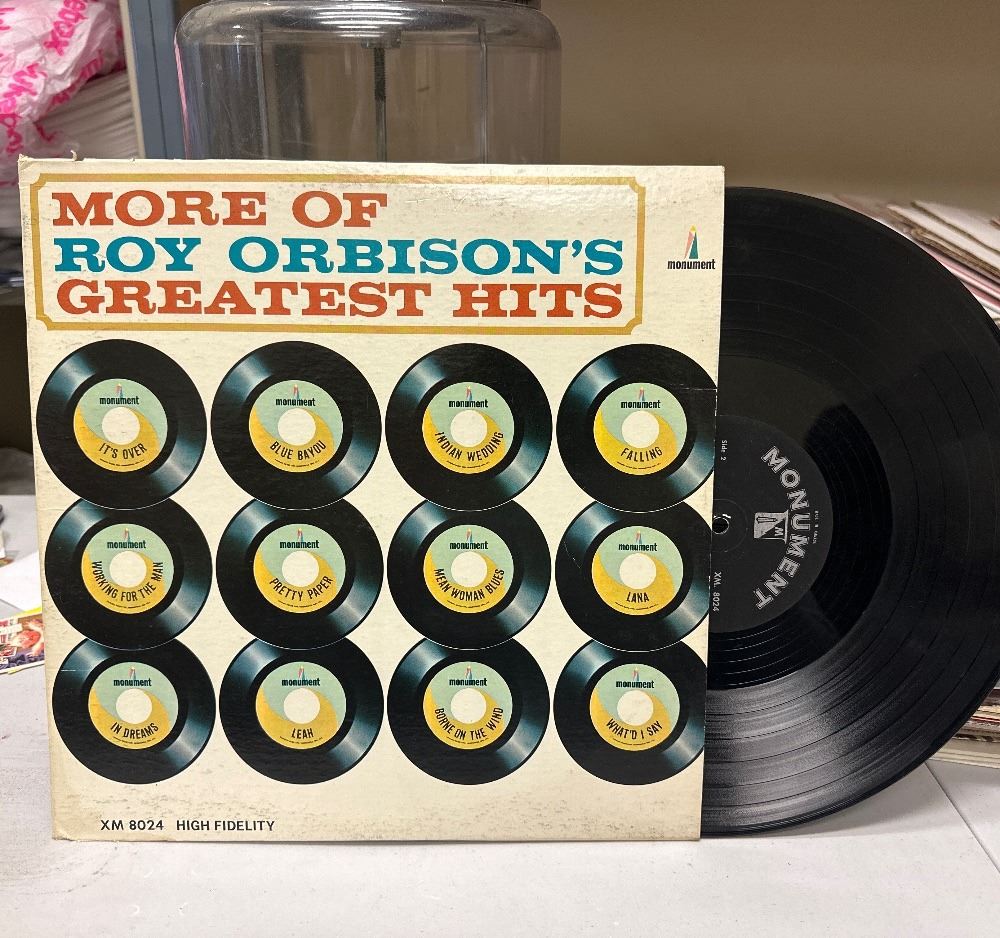 MORE OF
ROY ORBISON'S
GREATEST HITS
monument
monument
IT'S OVER
monument
BLUE BAYOU
monument
INDIAN WEDDING
monument
FALLING
monument
WORKING FOR THE MAN
monument
PRETTY PAPER
monument
MEAN WOMAN BLUES
monument
LANA
monument
IN DREAMS
monument
LEAH
monument
BORNE ON THE WIND
monument
WHAT'D I SAY
XM 8024 HIGH FIDELITY
Side 2
MONUMENT
XM 8024